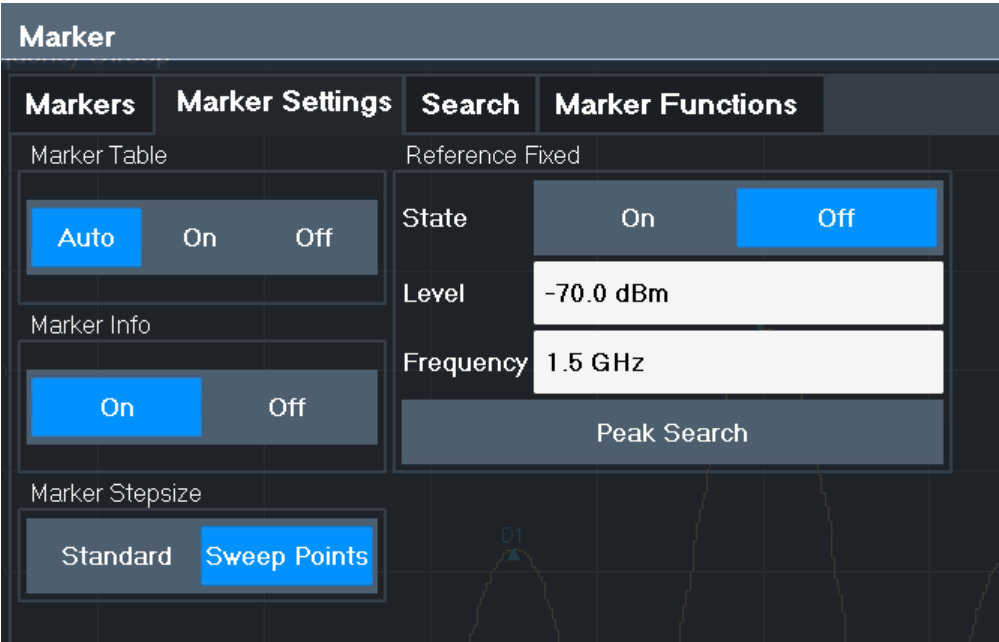 Marker
Markers Marker Settings Search Marker Functions
Marker Table
Auto On Off
Marker Info
On Off
Marker Stepsize
Standard Sweep Points
Reference Fixed
State On Off
Level -70.0 dBm
Frequency 1.5 GHz
Peak Search
D1